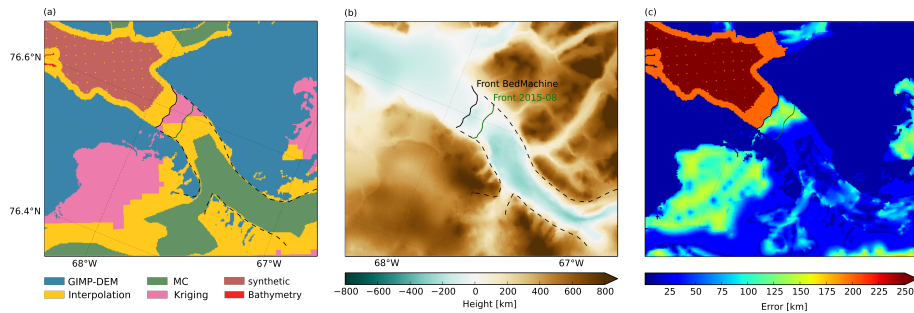 (a)
(b)
(c)
76.6°N
Front BedMachine
Front 2015-08
76.4°N
68°W
67°W
68°W
67°W
GIMP-DEM
MC
synthetic
Interpolation
Kriging
Bathymetry
−800 −600 −400 −200 0 200 400 600 800
Height [km]
25 50 75 100 125 150 175 200 225 250
Error [km]